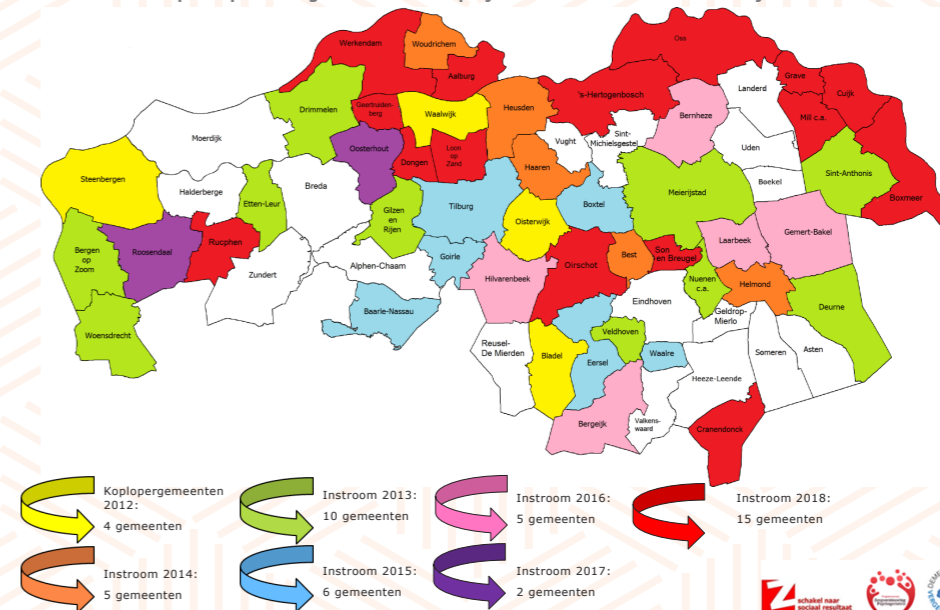 Oss
Werkendam
Woudrichem
Aalburg
's-Hertogenbosch
Landerd
Grave
Cuijk
Mill c.a.
Drimmelen
Geertruiden-
berg
Waalwijk
Heusden
Bernheze
Moerdijk
Oosterhout
Dongen
Loon
op
Zand
Vught
Sint-
Michielsgestel
Uden
Haaren
Steenbergen
Halderberge
Etten-Leur
Breda
Gilzen
en
Rijen
Tilburg
Boxtel
Meierijstad
Boekel
Sint-Anthonis
Boxmeer
Oisterwijk
Bergen
op
Zoom
Roosendaal
Rucphen
Zundert
Alphen-Chaam
Goirle
Hilvarenbeek
Oirschot
Best
Son
en Breugel
Laarbeek
Gemert-Bakel
Eindhoven
Nuenen
c.a.
Helmond
Deurne
Baarle-Nassau
Woensdrecht
Reusel-
De Mierden
Bladel
Veldhoven
Eersel
Waalre
Geldrop-
Mierlo
Someren
Asten
Heeze-Leende
Bergeijk
Valkens-
waard
Cranendonck
Koplopergemeenten
2012:
4 gemeenten
Instroom 2013:
10 gemeenten
Instroom 2016:
5 gemeenten
Instroom 2018:
15 gemeenten
Instroom 2014:
5 gemeenten
Instroom 2015:
6 gemeenten
Instroom 2017:
2 gemeenten
schakel naar
sociaal resultaat